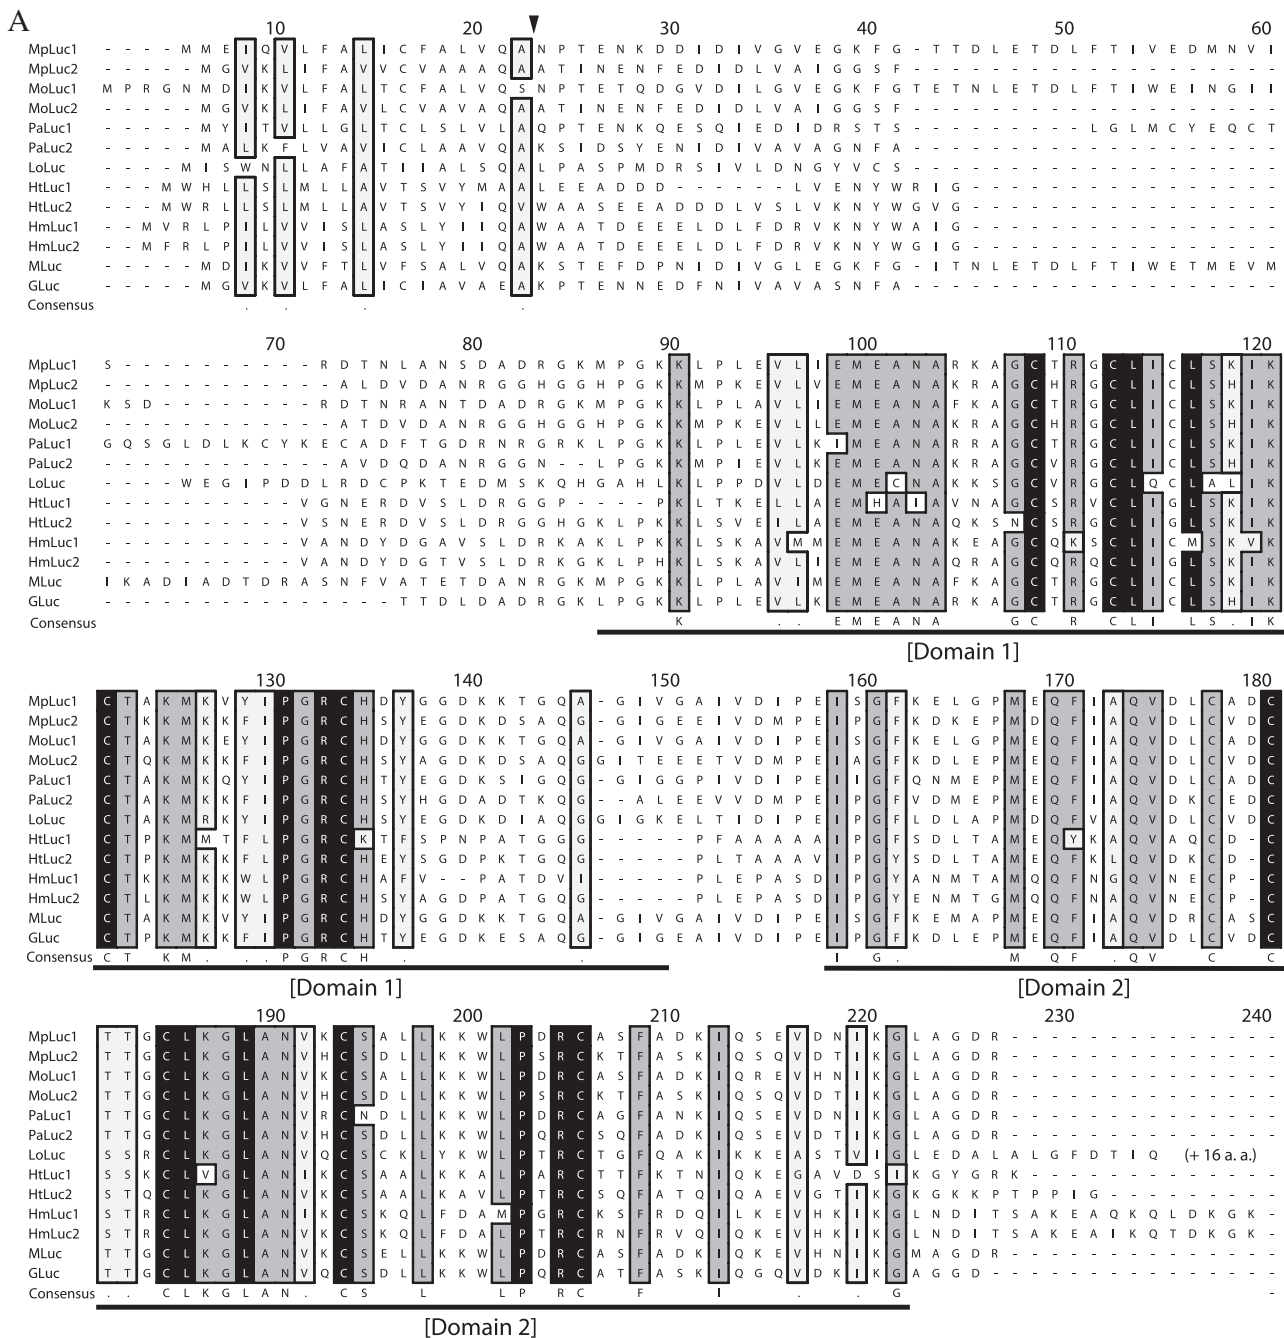 A
10 20 30 40 50 60
MpLuc1 - - - - M M E I Q V L F A L I C F A L V Q A N P T E N K D D I D I V G V E G K F G - T T D L E T D L F T I V E D M N V I
MpLuc2 - - - - - M G V K L I F A V V C V A A A Q A A T I N E N F E D I D L V A I G G S F - - - - - - - - - - - - - - - - - - -
MoLuc1 M P R G N M D I K V L F A L T C F A L V Q S N P T E T Q D G V D I L G V E G K F G T E T N L E T D L F T I W E I N G I I
MoLuc2 - - - - - M G V K L I F A V L C V A V A Q A A T I N E N F E D I D L V A I G G S F - - - - - - - - - - - - - - - - - - -
PaLuc1 - - - - - M Y I T V L L G L T C L S L V L A Q P T E N K Q E S Q I E D I D R S T S - - - - - - - - - L G L M C Y E Q C T
PaLuc2 - - - - - M A L K F L V A V I C L A A V Q A K S I D S Y E N I D I V A V A G N F A - - - - - - - - - - - - - - - - - - -
LoLuc - - - - M I S W N L L A F A T I I A L S Q A L P A S P M D R S I V L D N G Y V C S - - - - - - - - - - - - - - - - - - -
HtLuc1 - - - M W H L L S L M L L A V T S V Y M A A L E E A D D D - - - - - - L V E N Y W R I G - - - - - - - - - - - - - - - -
HtLuc2 - - - M W R L L S L M L L A V T S V Y I Q V W A A S E E A D D D L V S L V K N Y W G V G - - - - - - - - - - - - - - - -
HmLuc1 - - M V R L P I L V V I S L A S L Y I I Q A W A A T D E E E L D L F D R V K N Y W A I G - - - - - - - - - - - - - - - -
HmLuc2 - - M F R L P I L V V I S L A S L Y I I Q A W A A T D E E E L D L F D R V K N Y W G I G - - - - - - - - - - - - - - - -
MLuc - - - - - M D I K V V F T L V F S A L V Q A K S T E F D P N I D I V G L E G K F G - I T N L E T D L F T I W E T M E V M
GLuc - - - - - M G V K V L F A L I C I A V A E A K P T E N N E D F N I V A V A S N F A - - - - - - - - - - - - - - - - - - -
Consensus . . . .
70 80 90 100 110 120
MpLuc1 S - - - - - - - - - - R D T N L A N S D A D R G K M P G K K L P L E V L I E M E A N A R K A G C T R G C L I C L S K I K
MpLuc2 - - - - - - - - - - - - A L D V D A N R G G H G G H P G K K M P K E V L V E M E A N A R K A G C H R G C L I C L S H I K
MoLuc1 K S D - - - - - - - - R D T N R A N T D A D R G K M P G K K L P L A V L I E M E A N A F K A G C T R G C L I C L S K I K
MoLuc2 - - - - - - - - - - - - A T D V D A N R G G H G G H P G K K M P K E V L V E M E A N A R K A G C H R G C L I C L S H I K
PaLuc1 G Q S G L D L K C Y K E C A D F T G D R N R G R K L P G K K L P L E V L K I M E A N A R R A G C T R G C L I C L S K I K
PaLuc2 - - - - - - - - - - - - A V D Q D A N R G G N - - L P G K K M P I E V L K E M E A N A K R A G C V R G C L I C L S H I K
LoLuc - - - - W E G I P D D L R D C P K T E D M S K Q H G A H L K L P P D V L D E M E C N A K K S G C V R G C L Q C L A L I K
HtLuc1 - - - - - - - - - - V G N E R D V S L D R G G P - - - - P K L T K E L L A E M H A I A V N A G C S R V C L I G L S K I K
HtLuc2 - - - - - - - - - - V S N E R D V S L D R G G H G K L P K K L S V E I L A E M E A N A Q K S N C S R G C L I G L S K I K
HmLuc1 - - - - - - - - - - V A N D Y D G A V S L D R K A K L P K K L S K A V M M E M E A N A K E A G C Q K S C L I C M S K V K
HmLuc2 - - - - - - - - - - V A N D Y D G T V S L D R K G K L P H K L S K A V L I E M E A N A R R A G C Q R Q C L I G L S K I K
MLuc I K A D I A D T D R A S N F V A T E T D A N R G K M P G K K L P L A V I M E M E A N A F K A G C T R G C L I C L S K I K
GLuc - - - - - - - - - - - - - - - T T D L D A D R G K L P G K K L P L E V L K E M E A N A R K A G C T R G C L I C L S H I K
Consensus K . . E M E A N A G C R C L I L S . I K
[Domain 1]
130 140 150 160 170 180
MpLuc1 C T A K M K V Y I P G R C H D Y G G D K K T G Q A - G I V G A I V D I P E I S G F K E L G P M E Q F I A Q V D L C A D C
MpLuc2 C T K K M K K F I P G R C H S Y E G D K D S A Q G - G I G E E I V D M P E I P G F K D K E P M D Q F I A Q V D L C V D C
MoLuc1 C T A K M K E Y I P G R C H D Y G G D K K T G Q A - G I V G A I V D I P E I S G F K E L G P M E Q F I A Q V D L C A D C
MoLuc2 C T Q K M K K F I P G R C H S Y A G D K D S A Q G G I T E E E T V D M P E I A G F K D K E P M E Q F I A Q V D L C V D C
PaLuc1 C T A K M K Q Y I P G R C H T Y E G D K S I G Q G - G I G G P I V D I P E I I G F Q N M E P M E Q F I A Q V D L C A D C
PaLuc2 C T A K M K K F I P G R C H S Y H G D A D T K Q G - - A L E E V V D M P E I P G F V D M E P M E Q F I A Q V D K C E D C
LoLuc C T A K M R K F I P G R C H S Y E G D K D I A Q G G I G K E L T I D I P E I P G F L D L A P M D Q F I A Q V D L C V D C
HtLuc1 C T P K M M T F L P G R C K T F S P N P A T G G - - - - - P F A A A A I P G F S D L T A M E Q Y K A Q V A Q C D - C
HtLuc2 C T P K M K K F L P G R C H E Y S G D P K T G Q G - - - - - P L T A A A V I P G Y S D L T A M E Q F K L Q V D K C D - C
HmLuc1 C T K K M K K W L P G R C H A F V - - P A T D V I - - - - - P L E P A S D I P G Y A N M T A M Q Q F N G Q V N E C P - C
HmLuc2 C T L K M K K W L P G R C H S Y A G D P A T G Q G - - - - - P L E P A S D I P G Y E N M T G M Q Q F N A Q V N E C P - C
MLuc C T A K M K V Y I P G R C H D Y G G D K K T G Q A - G I V G A I V D I P E I S G F K E M A P M E Q F I A Q V D R C A S C
GLuc C T P K M K K F I P G R C H T Y E G D K E S A Q G - G I G E A I V D I P E I P G F K D L E P M E Q F I A Q V D L C V D C
Consensus C T K M . . . P G R C H . . I G . M Q F . Q V C C
[Domain 1] [Domain 2]
190 200 210 220 230 240
MpLuc1 T T G C L K G L A N V K C S A L L K K W L P D R C A S F A D K I Q S E V D N I K G L A G D R - - - - - - - - - - - - - -
MpLuc2 T T G C L K G L A N V H C S D L L K K W L P S R C K T F A S K I Q S Q V D T I K G L A G D R - - - - - - - - - - - - - -
MoLuc1 T T G C L K G L A N V K C S A L L K K W L P D R C A S F A D K I Q R E V H N I K G L A G D R - - - - - - - - - - - - - -
MoLuc2 T T G C L K G L A N V H C S D L L K K W L P S R C K T F A S K I Q S Q V D T I K G L A G D R - - - - - - - - - - - - - -
PaLuc1 T T G C L K G L A N V R C N D L L K K W L P D R C A G F A N K I Q S E V D N I K G L A G D R - - - - - - - - - - - - - -
PaLuc2 T T G C L K G L A N V H C S D L L K K W L P Q R C S Q F A D K I Q S E V D T I K G L A G D R - - - - - - - - - - - - - -
LoLuc S S R C L K G L A N V Q C S C K L K K W L P T R C T G F Q A K I K K E A S T V I G L E D A L A L G F D T I Q (+ 16 a. a.)
HtLuc1 S S K C L V G L A N I K C S A A L K K A L P A R C T T F K T N I Q K E G A V D S I K G Y G R K - - - - - - - - - - - - -
HtLuc2 S T Q C L K G L A N V K C S A A L K A V L P T R C S Q F A T Q I Q A E V G T I K G K G K K P T P P I G - - - - - - - - -
HmLuc1 S T R C L K G L A N I K C S K Q L F D A M P G R C K S F R D Q I L K E V H K I K G L N D I T S A K E A Q K Q L D K G K -
HmLuc2 S T R C L K G L A N V K C S K Q L F D A L P T R C R N F R V Q I Q K E V H K I K G L N D I T S A K E A I K Q T D K G K -
MLuc T T G C L K G L A N V K C S E L L K K W L P D R C A S F A D K I Q K E V H N I K G M A G D R - - - - - - - - - - - - - -
GLuc T T G C L K G L A N V Q C S D L L K K W L P Q R C A T F A S K I Q G Q V D K I K G A G G D - - - - - - - - - - - - - - -
Consensus . . C L K G L A N . C S L L P R C F I . . G
[Domain 2]